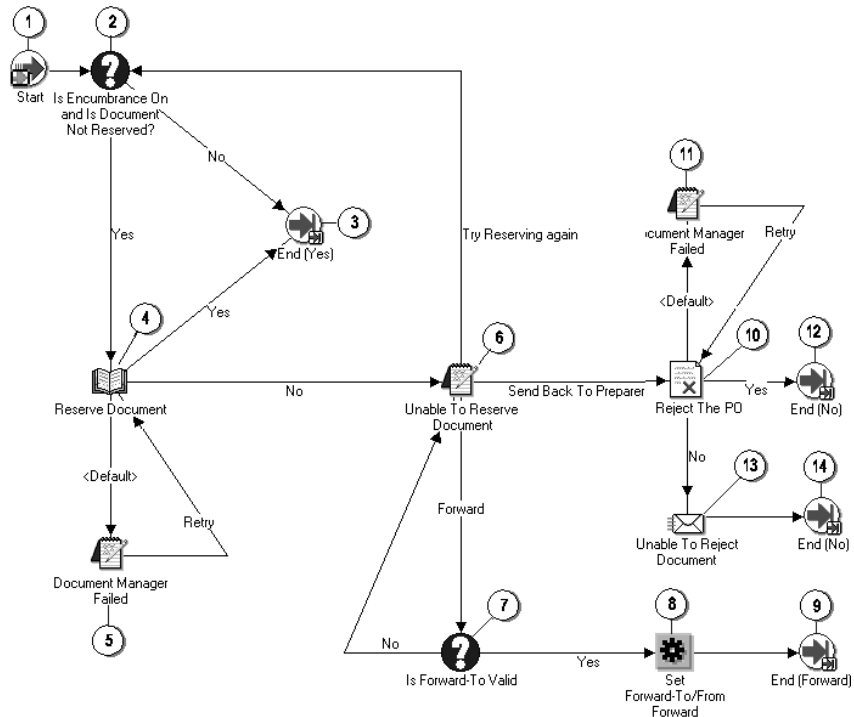 1
2
Start
Is Encumbrance On
and Is Document
Not Reserved?
No
Yes
3
End (Yes)
Yes
4
Reserve Document
No
<Default>
Retry
Document Manager
Failed
5
Try Reserving again
6
Unable To Reserve
Document
Send Back To Preparer
Forward
7
No
Is Forward-To Valid
Yes
8
Set
Forward-To/From
Forward
9
End (Forward)
11
cument Manager
Failed
Retry
<Default>
10
Reject The PO
Yes
12
End (No)
No
13
Unable To Reject
Document
14
End (No)